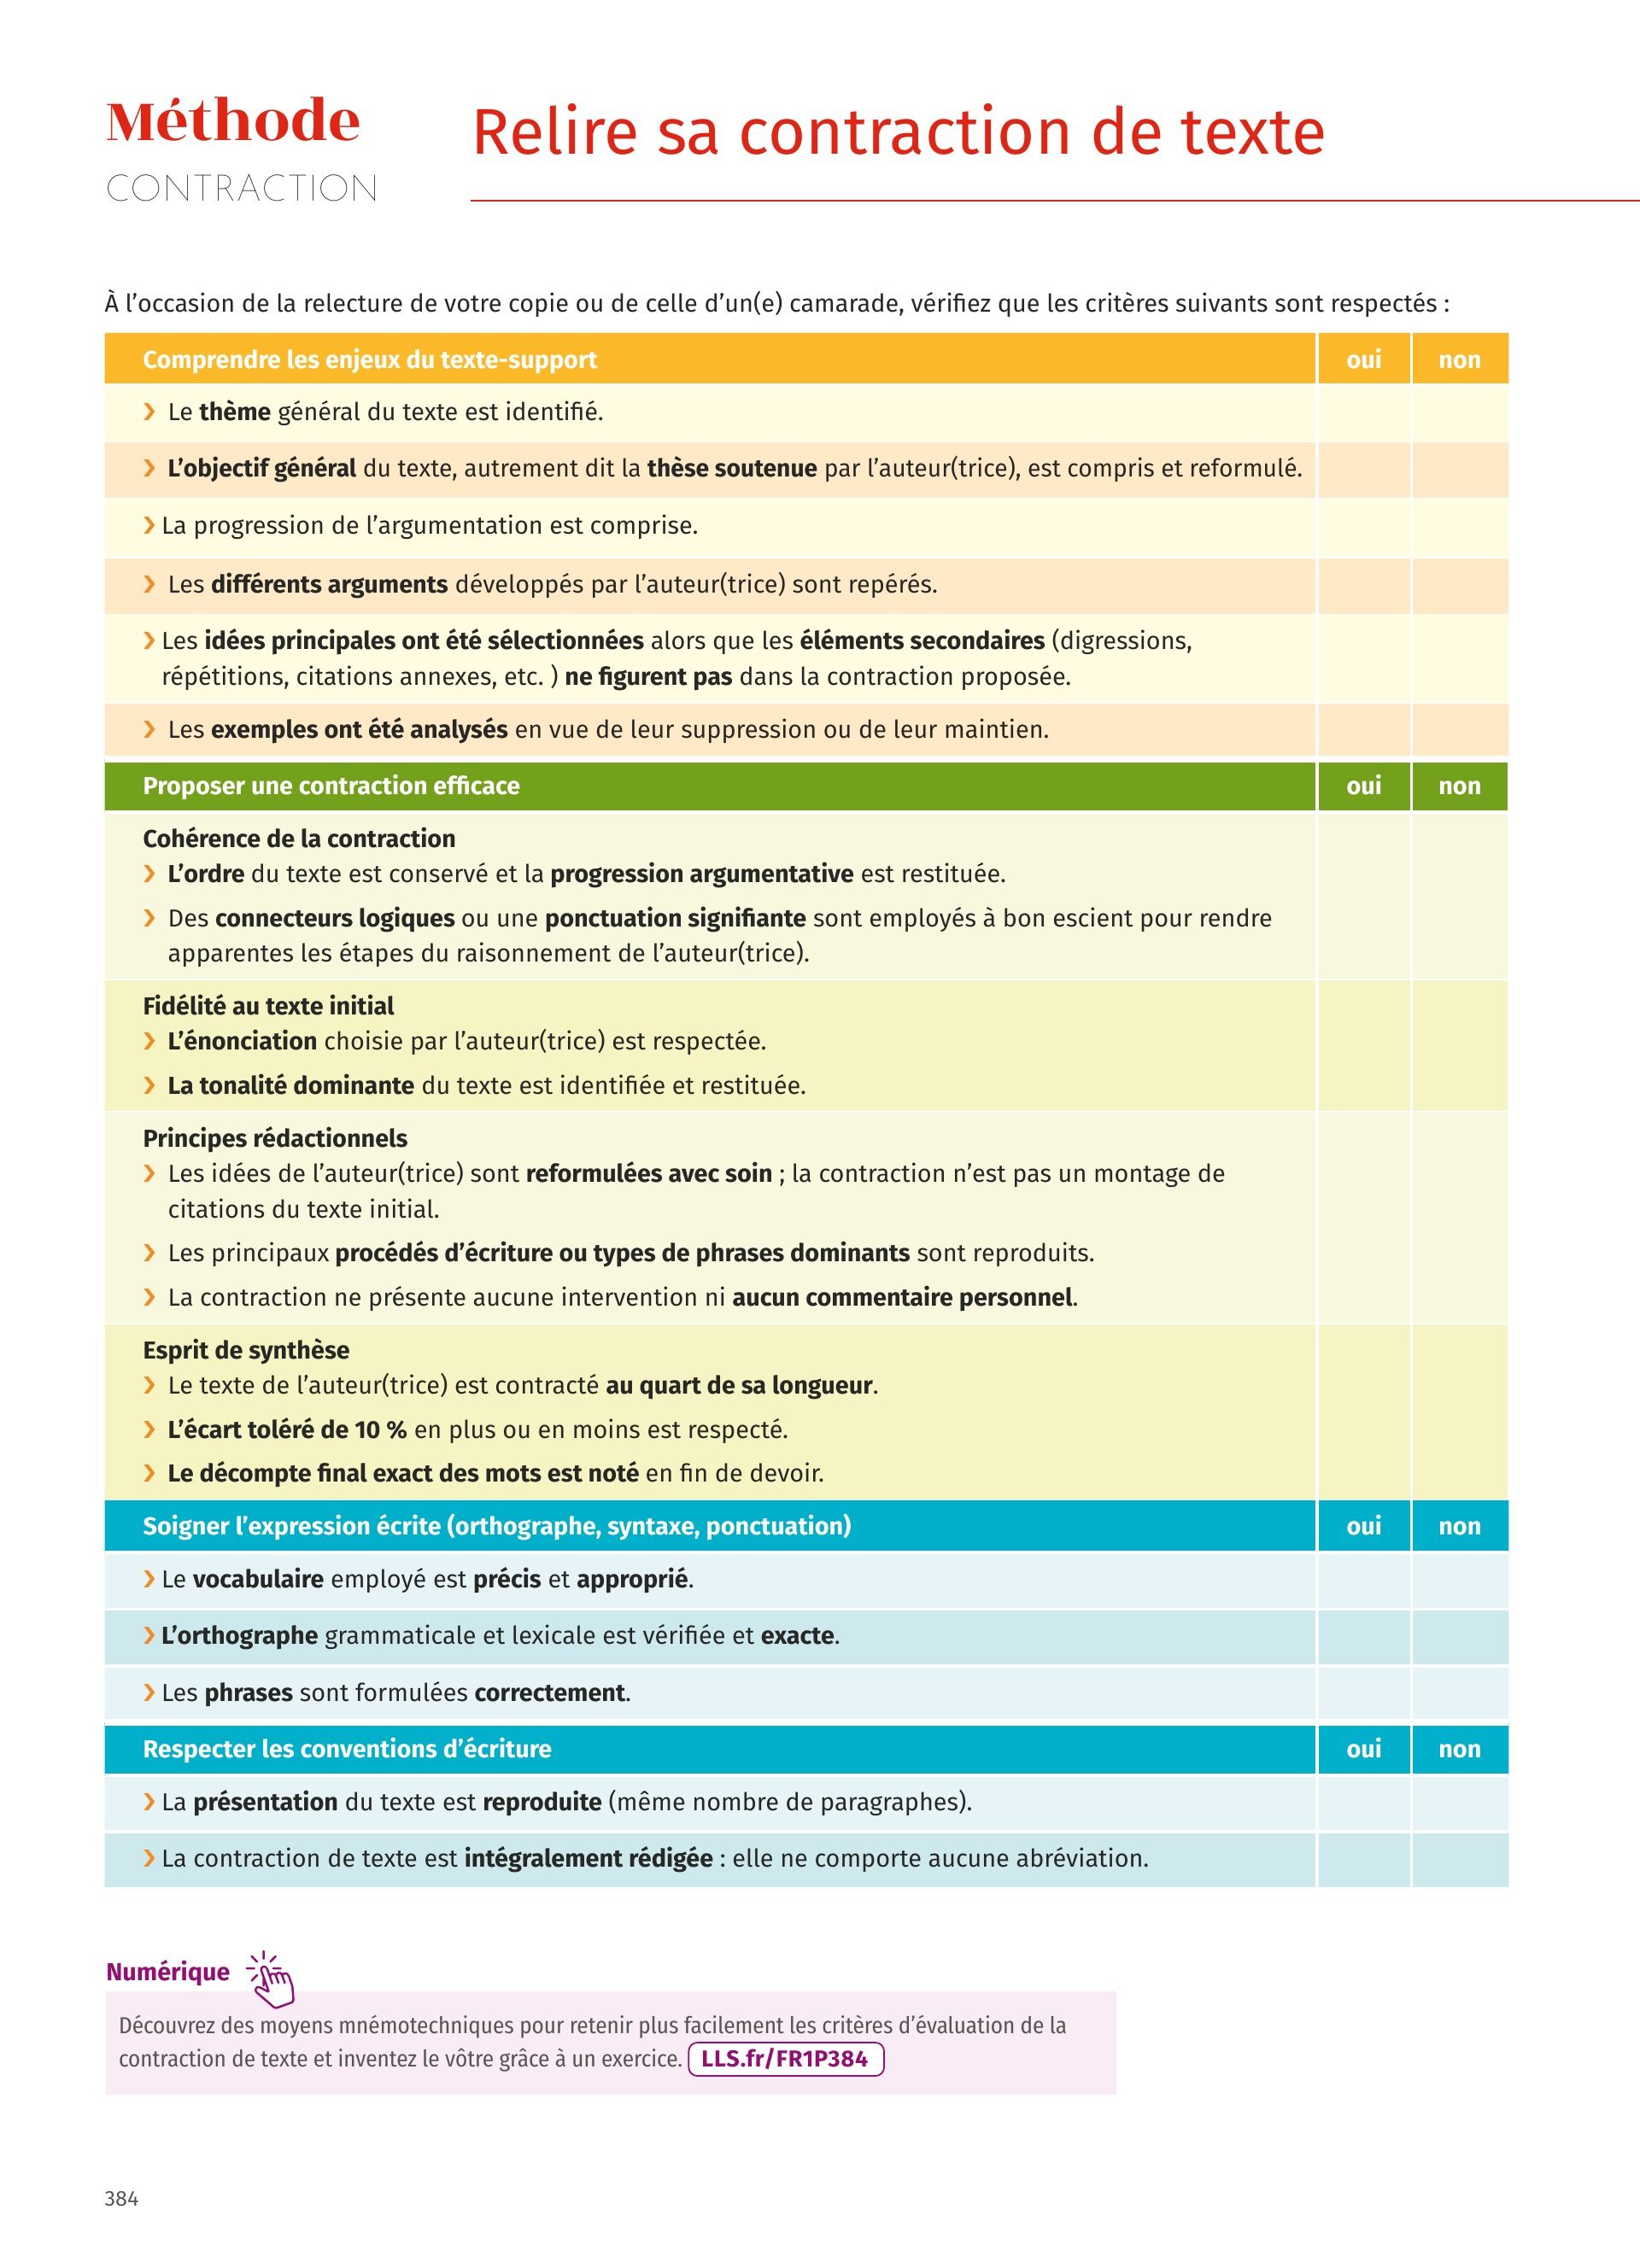 Méthode
CONTRACTION
Relire sa contraction de texte
À l’occasion de la relecture de votre copie ou de celle d’un(e) camarade, vérifiez que les critères suivants sont respectés :
Comprendre les enjeux du texte-support oui non
› Le thème général du texte est identifié.
› L’objectif général du texte, autrement dit la thèse soutenue par l’auteur(trice), est compris et reformulé.
› La progression de l’argumentation est comprise.
› Les différents arguments développés par l’auteur(trice) sont repérés.
› Les idées principales ont été sélectionnées alors que les éléments secondaires (digressions,
répétitions, citations annexes, etc. ) ne figurent pas dans la contraction proposée.
› Les exemples ont été analysés en vue de leur suppression ou de leur maintien.
Proposer une contraction efficace oui non
Cohérence de la contraction
› L’ordre du texte est conservé et la progression argumentative est restituée.
› Des connecteurs logiques ou une ponctuation signifiante sont employés à bon escient pour rendre
apparentes les étapes du raisonnement de l’auteur(trice).
Fidélité au texte initial
› L’énonciation choisie par l’auteur(trice) est respectée.
› La tonalité dominante du texte est identifiée et restituée.
Principes rédactionnels
› Les idées de l’auteur(trice) sont reformulées avec soin ; la contraction n’est pas un montage de
citations du texte initial.
› Les principaux procédés d’écriture ou types de phrases dominants sont reproduits.
› La contraction ne présente aucune intervention ni aucun commentaire personnel.
Esprit de synthèse
› Le texte de l’auteur(trice) est contracté au quart de sa longueur.
› L’écart toléré de 10 % en plus ou en moins est respecté.
› Le décompte final exact des mots est noté en fin de devoir.
Soigner l’expression écrite (orthographe, syntaxe, ponctuation) oui non
› Le vocabulaire employé est précis et approprié.
› L’orthographe grammaticale et lexicale est vérifiée et exacte.
› Les phrases sont formulées correctement.
Respecter les conventions d’écriture oui non
› La présentation du texte est reproduite (même nombre de paragraphes).
› La contraction de texte est intégralement rédigée : elle ne comporte aucune abréviation.
Numérique
Découvrez des moyens mnémotechniques pour retenir plus facilement les critères d’évaluation de la
contraction de texte et inventez le vôtre grâce à un exercice. LLS.fr/FR1P384
384